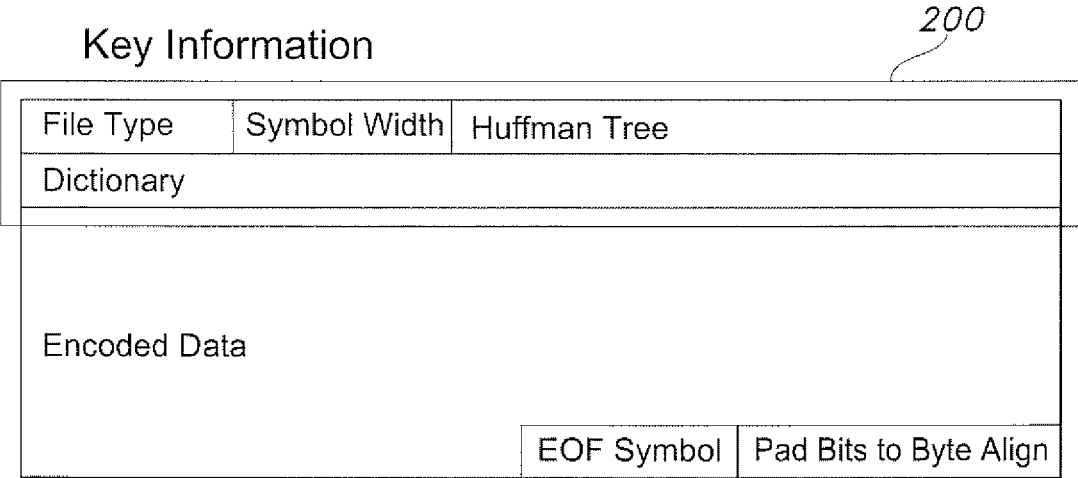 200
Key Information
File Type Symbol Width Huffman Tree
Dictionary
Encoded Data
EOF Symbol Pad Bits to Byte Align